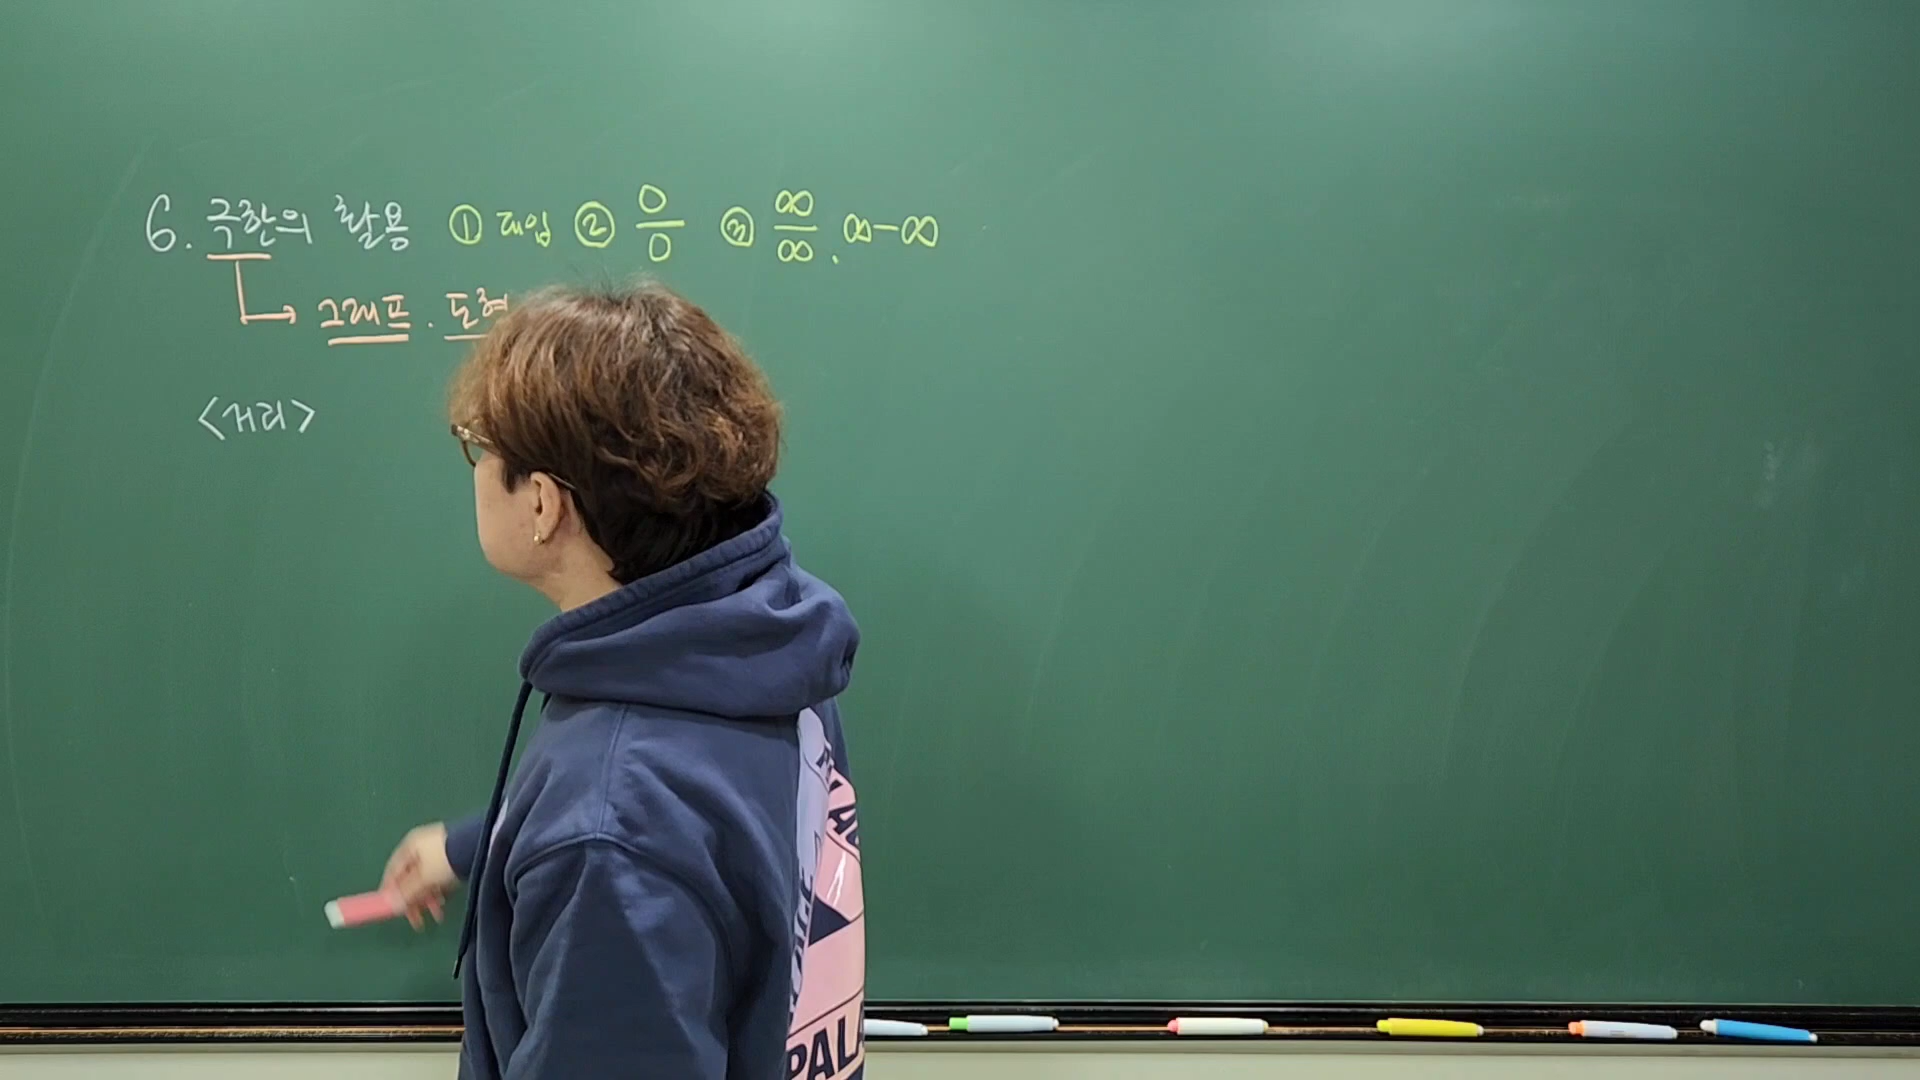 6. 극한의 활용 ① 대입 ② 0/0 ③ ∞/∞ . ∞-∞
→ 그래프 . 도형
<거리>
PAL